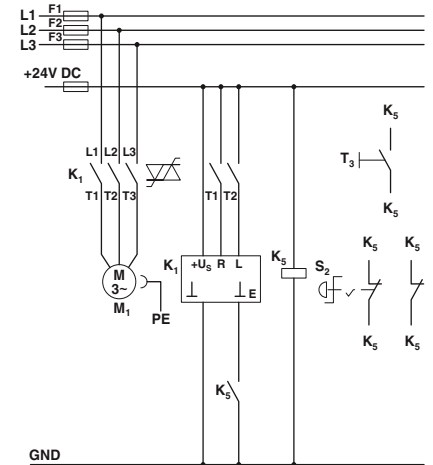 L1 F1
L2 F2
L3 F3
+24V DC
K5
L1 L2 L3
T3
K1
T1 T2 T3 T1 T2
K5
K1 +US R L K5 S2 K5 K5
M
3~
E
M1
PE
K5 K5
K5
GND